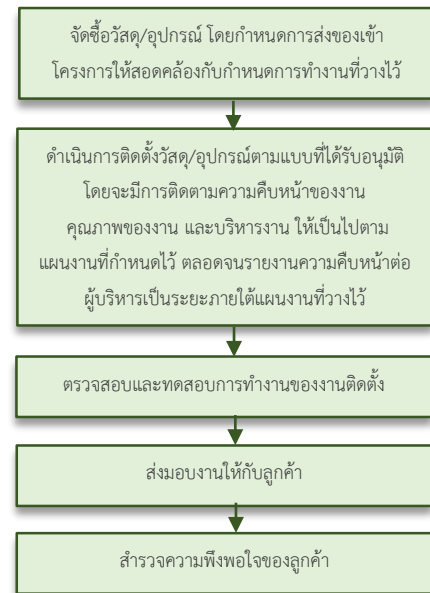 จัดซื้อวัสดุ/อุปกรณ์ โดยกำหนดการส่งของเข้า
โครงการให้สอดคล้องกับกำหนดการทำงานที่วางไว้
ดำเนินการติดตั้งวัสดุ/อุปกรณ์ตามแบบที่ได้รับอนุมัติ
โดยจะมีการติดตามความคืบหน้าของงาน
คุณภาพของงาน และบริหารงาน ให้เป็นไปตาม
แผนงานที่กำหนดไว้ ตลอดจนรายงานความคืบหน้าต่อ
ผู้บริหารเป็นระยะภายใต้แผนงานที่วางไว้
ตรวจสอบและทดสอบการทำงานของงานติดตั้ง
ส่งมอบงานให้กับลูกค้า
สำรวจความพึงพอใจของลูกค้า